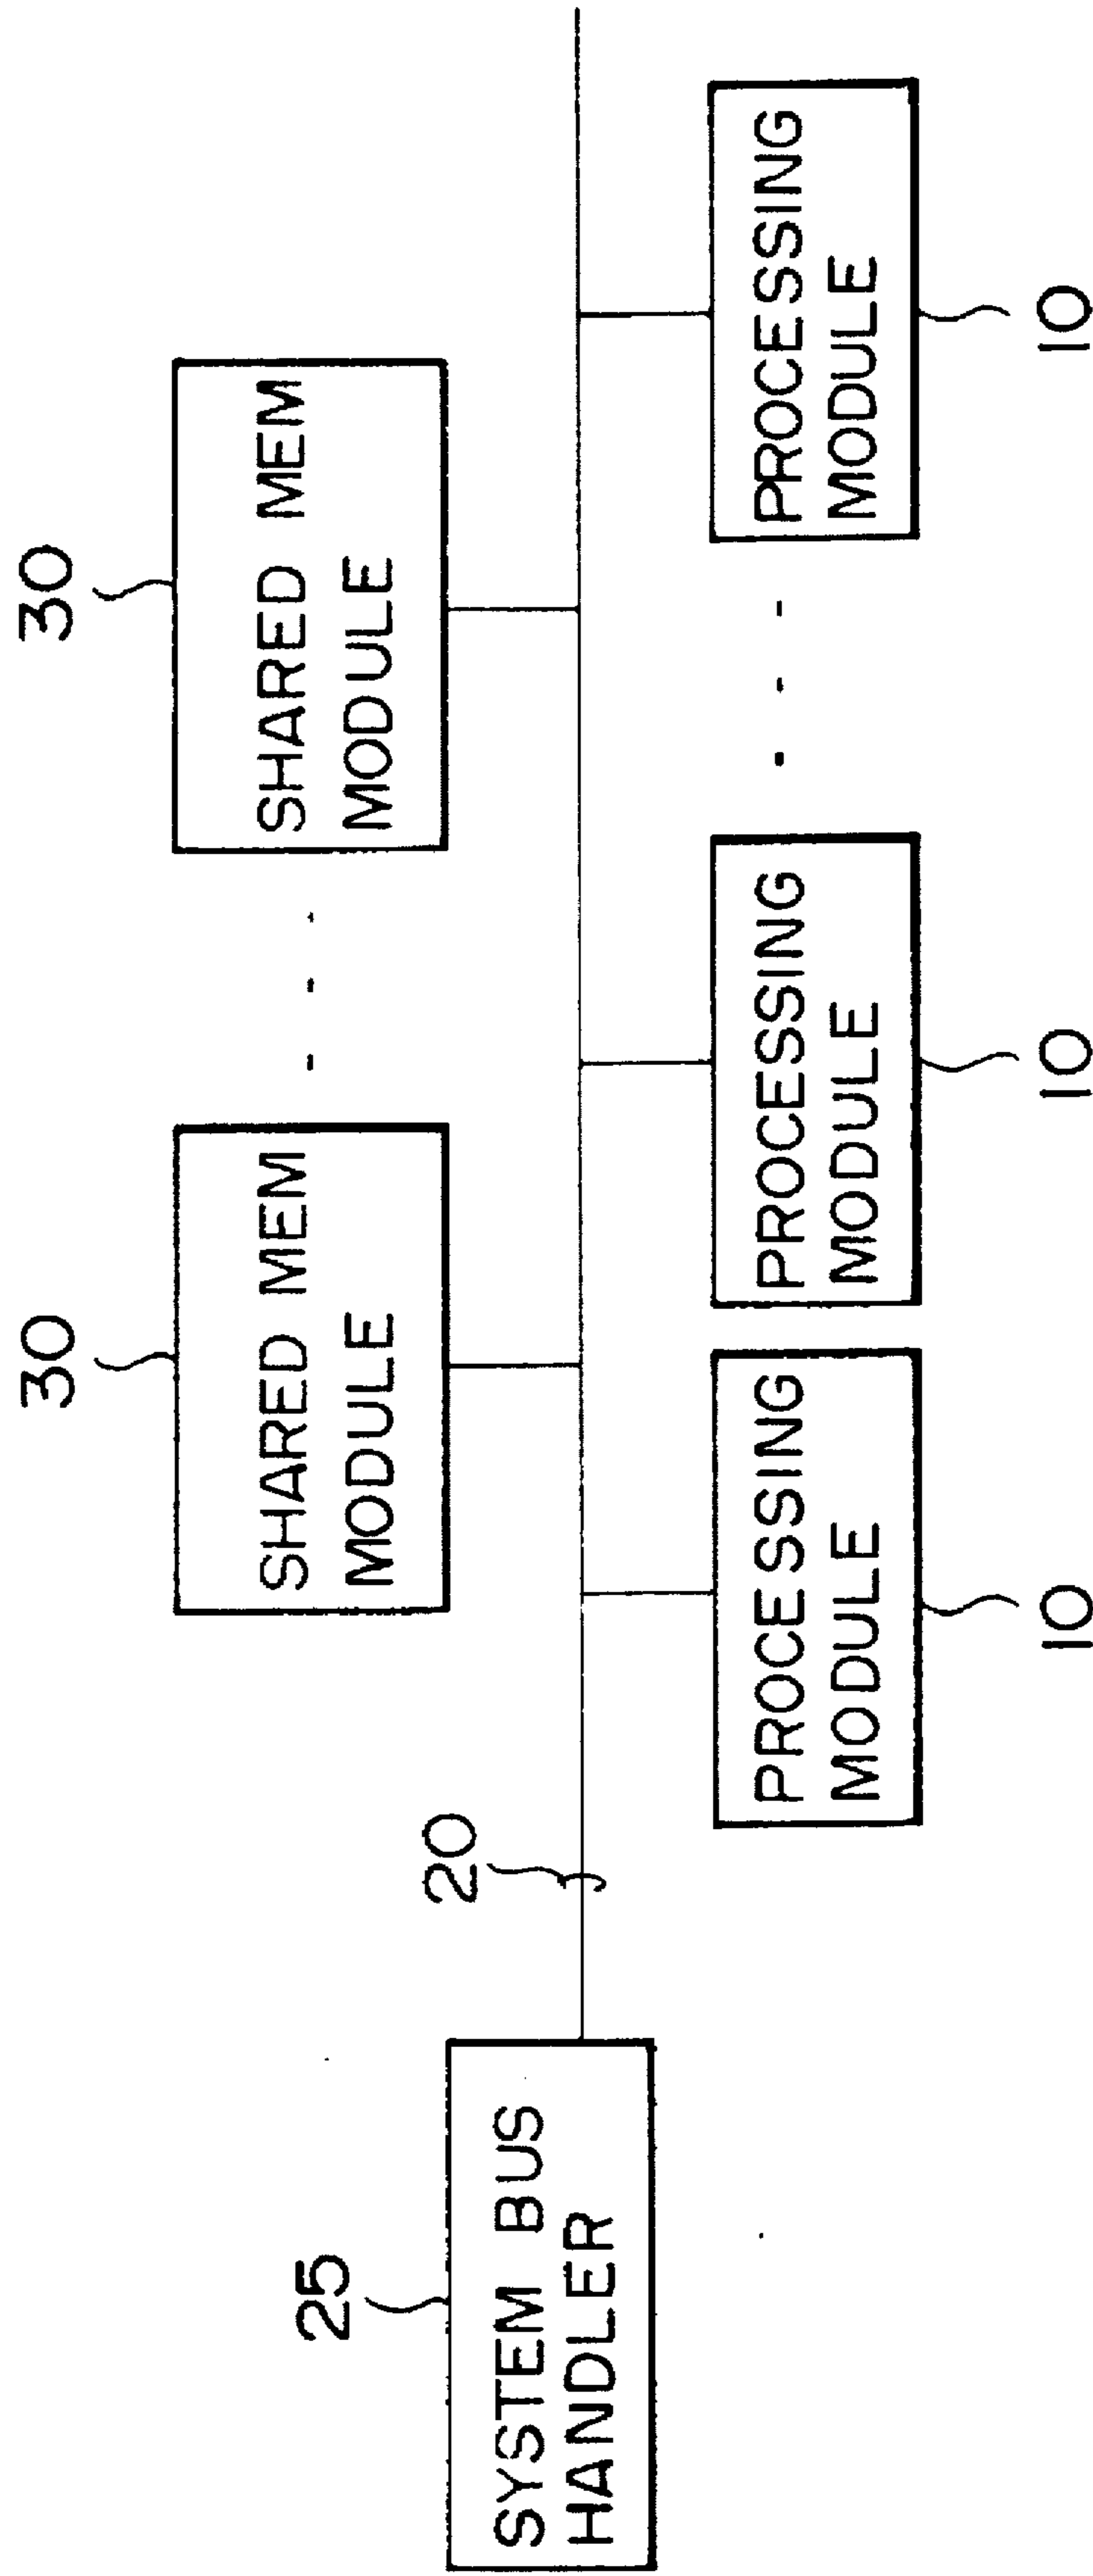 30
30
SHARED MEM
MODULE
SHARED MEM
MODULE
25
20
SYSTEM BUS
HANDLER
PROCESSING
MODULE
PROCESSING
MODULE
PROCESSING
MODULE
10
10
10